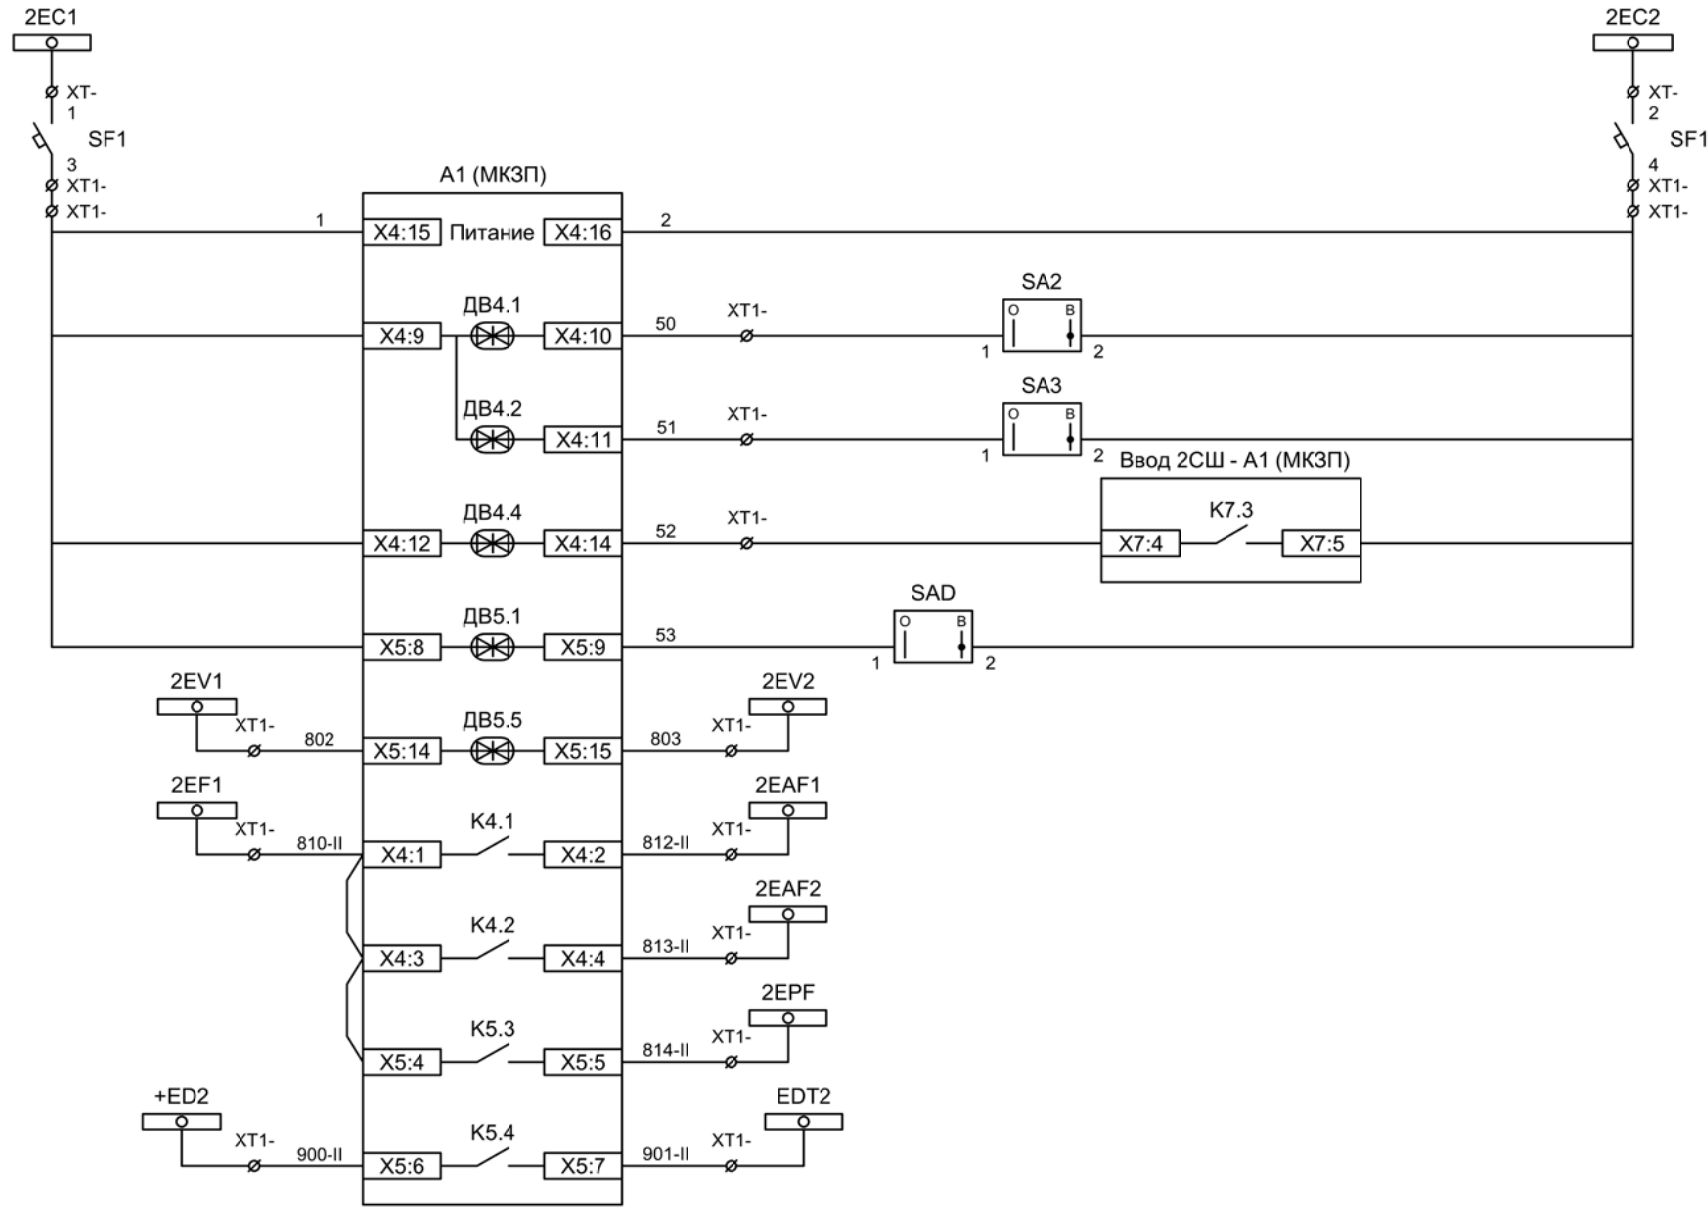 2EC1
2EC2
XT-
XT-
1
2
SF1
SF1
3
4
XT1-
XT1-
XT1-
XT1-
A1 (МКЗП)
1
X4:15
Питание
X4:16
2
SA2
O
B
ДВ4.1
XT1-
X4:9
X4:10
50
1
2
SA3
O
B
ДВ4.2
XT1-
X4:11
51
1
2
Ввод 2СШ - А1 (МКЗП)
ДВ4.4
XT1-
K7.3
X4:12
X4:14
52
X7:4
X7:5
SAD
O
B
ДВ5.1
X5:8
X5:9
53
1
2
2EV1
2EV2
XT1-
ДВ5.5
XT1-
802
X5:14
X5:15
803
2EF1
2EAF1
XT1-
K4.1
XT1-
810-II
X4:1
X4:2
812-II
2EAF2
K4.2
XT1-
X4:3
X4:4
813-II
2EPF
K5.3
XT1-
X5:4
X5:5
814-II
+ED2
EDT2
XT1-
K5.4
XT1-
900-II
X5:6
X5:7
901-II